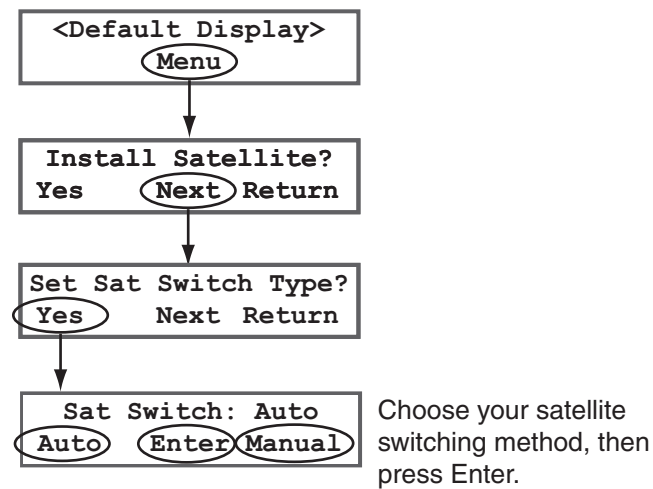 <Default Display>
Menu
Install Satellite?
Yes Next Return
Set Sat Switch Type?
Yes Next Return
Sat Switch: Auto
Auto Enter Manual
Choose your satellite
switching method, then
press Enter.